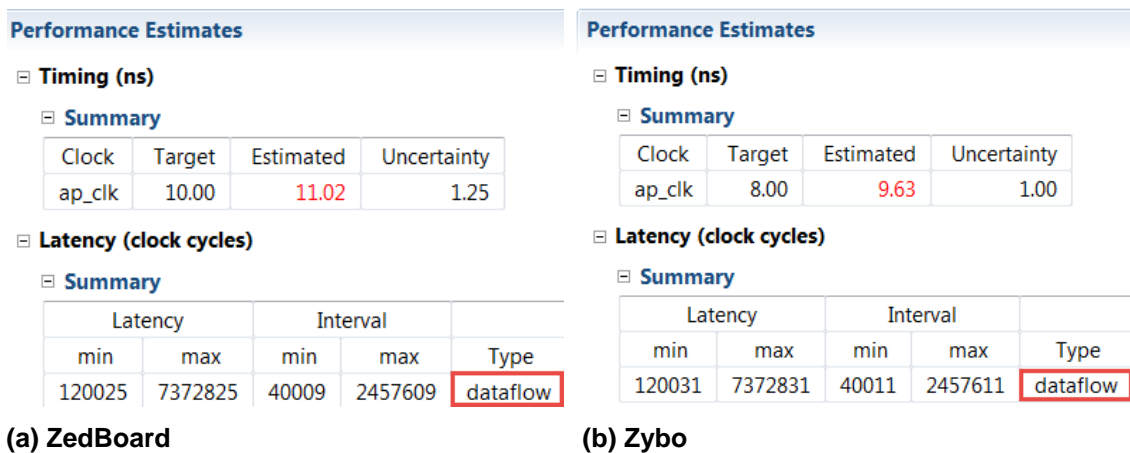 Performance Estimates
Timing (ns)
Summary
Clock Target Estimated Uncertainty
ap_clk 10.00 11.02 1.25
Latency (clock cycles)
Summary
Latency Interval
min max min max Type
120025 7372825 40009 2457609 dataflow
(a) ZedBoard
Performance Estimates
Timing (ns)
Summary
Clock Target Estimated Uncertainty
ap_clk 8.00 9.63 1.00
Latency (clock cycles)
Summary
Latency Interval
min max min max Type
120031 7372831 40011 2457611 dataflow
(b) Zybo